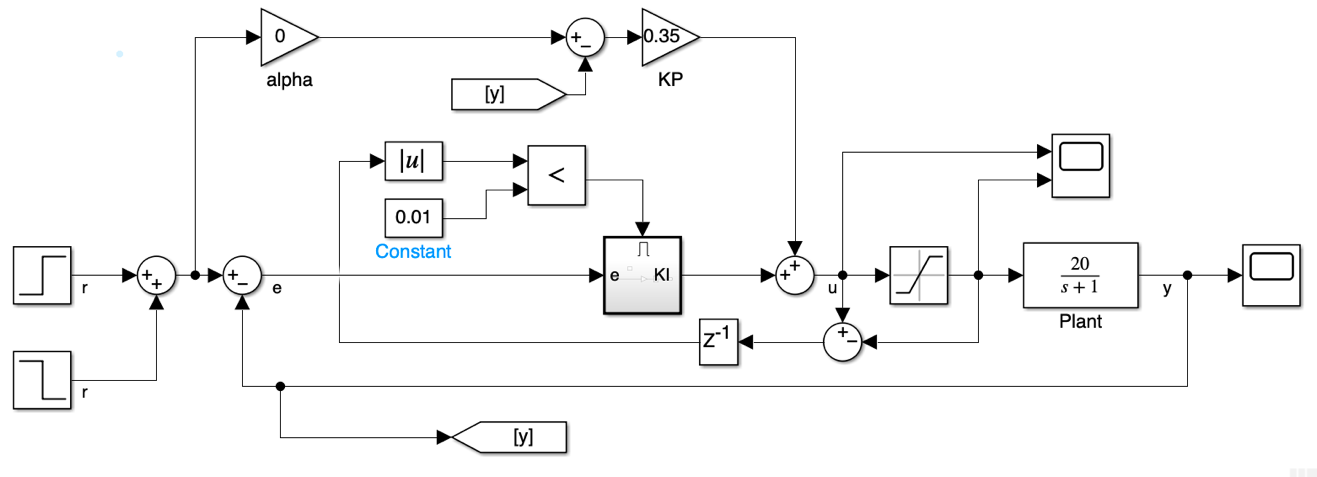 0
+
−
0.35
alpha
KP
[y]
|u|
<
0.01
Constant
e
KI
+
+
r
+
−
e
+
+
u
20
s + 1
y
Plant
Z-1
+
−
r
[y]